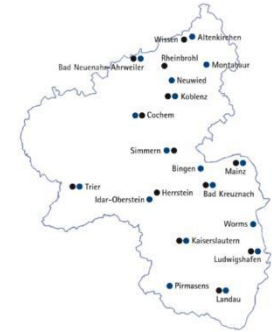 Wissen
Altenkirchen
Bad Neuenahr-Ahrweiler
Rheinbrohl
Montabaur
Neuwied
Koblenz
Cochem
Simmern
Bingen
Mainz
Trier
Herrstein
Bad Kreuznach
Idar-Oberstein
Worms
Kaiserslautern
Ludwigshafen
Pirmasens
Landau